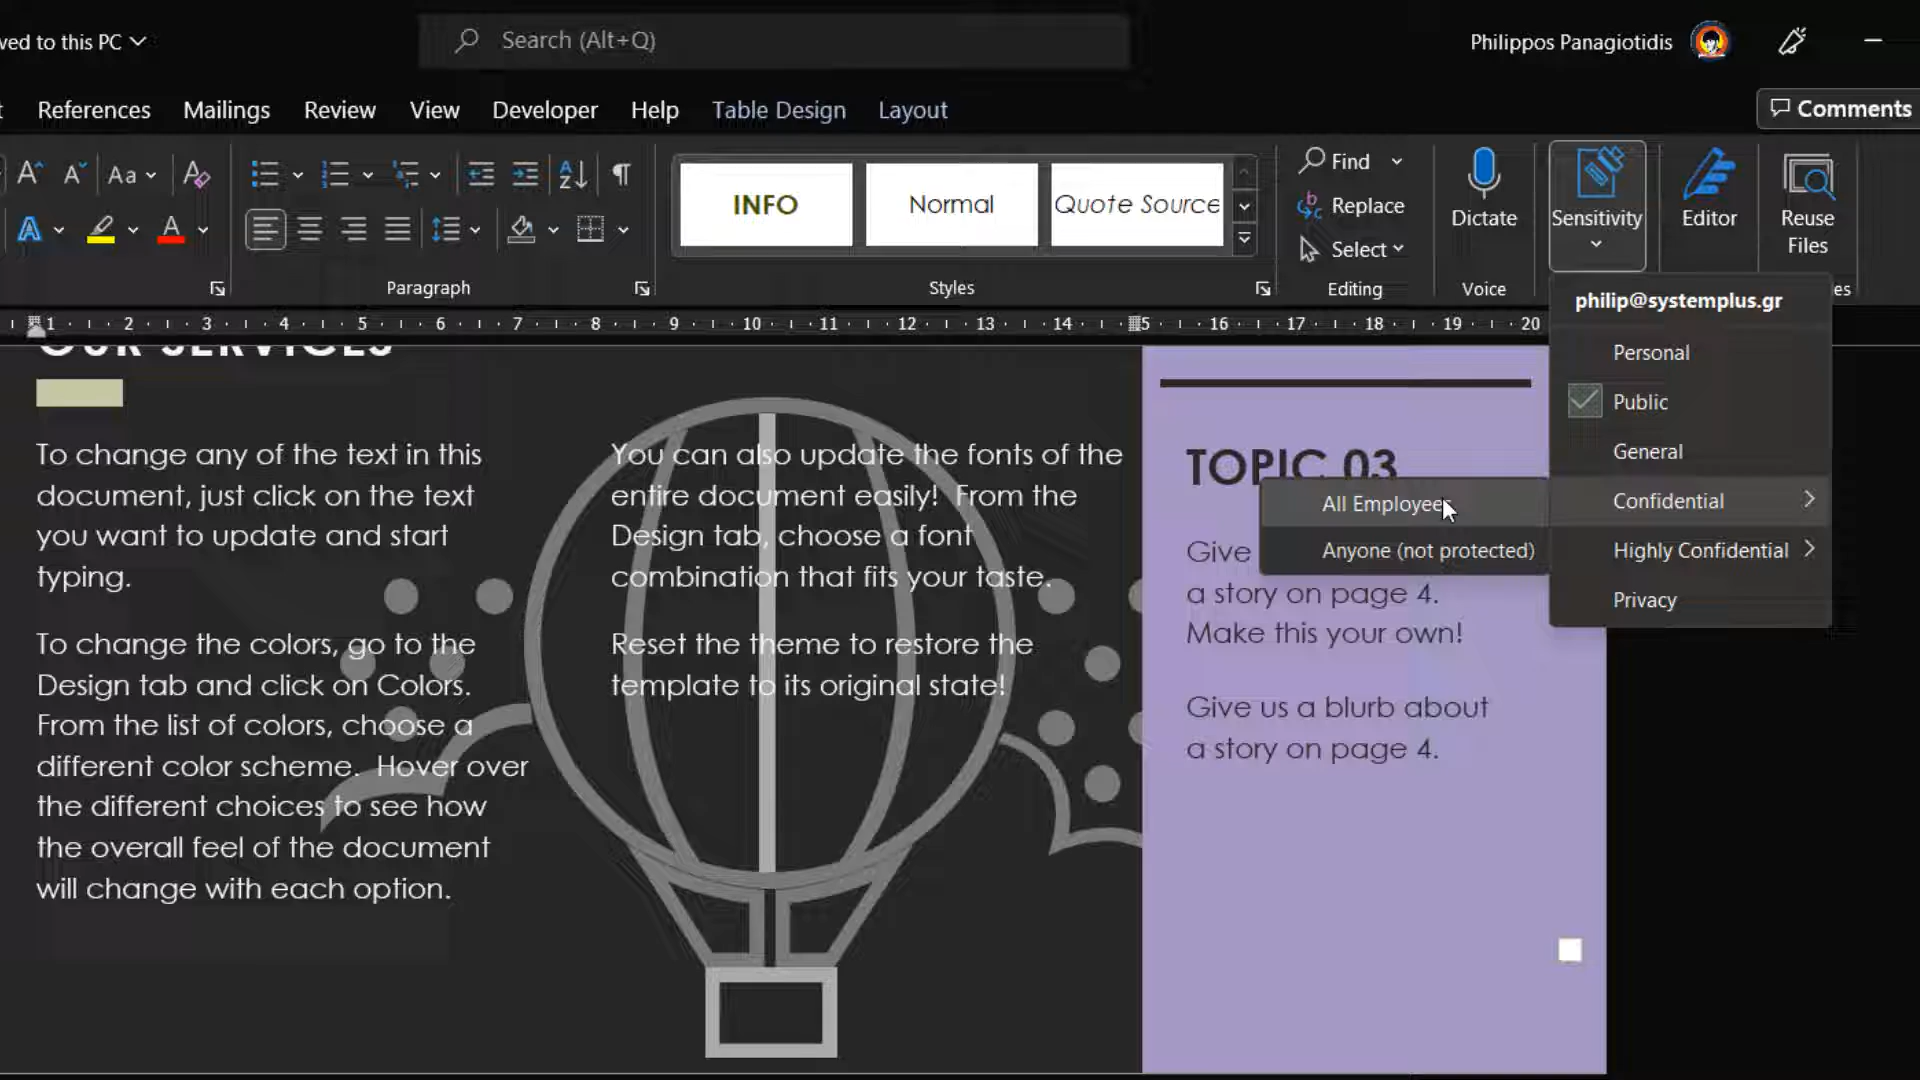 ved to this PC
Search (Alt+Q)
Philippos Panagiotidis
References Mailings Review View Developer Help Table Design Layout
Comments
Aa
A
A
INFO
Normal
Quote Source
Find
Replace
Select
Dictate
Sensitivity
Editor
Reuse
Files
Paragraph
Styles
Editing
Voice
es
1 2 3 4 5 6 7 8 9 10 11 12 13 14 15 16 17 18 19 20
philip@systemplus.gr
Personal
Public
General
Confidential
Highly Confidential
Privacy
All Employee
Anyone (not protected)
OUR SERVICES
To change any of the text in this
document, just click on the text
you want to update and start
typing.
To change the colors, go to the
Design tab and click on Colors.
From the list of colors, choose a
different color scheme. Hover over
the different choices to see how
the overall feel of the document
will change with each option.
You can also update the fonts of the
entire document easily! From the
Design tab, choose a font
combination that fits your taste.
Reset the theme to restore the
template to its original state!
TOPIC 03
Give
a story on page 4.
Make this your own!
Give us a blurb about
a story on page 4.